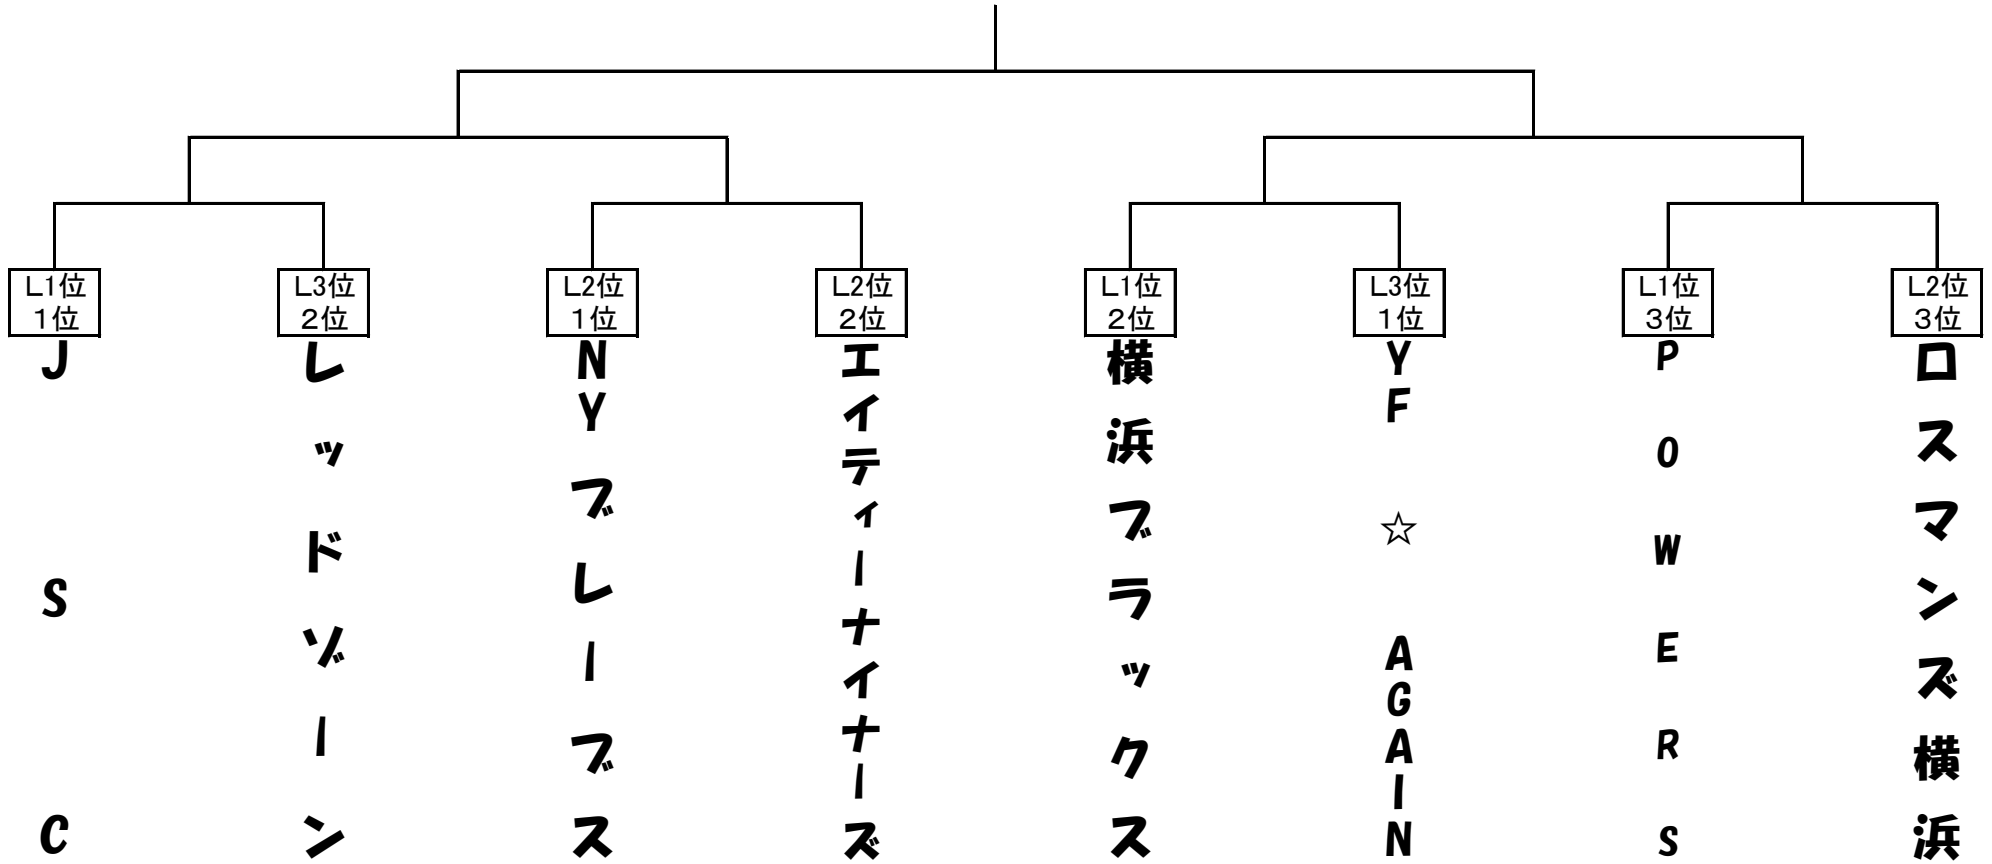 L1位
1位
JSC
L3位
２位
レッドゾーン
L2位
１位
NYブレーブス
L2位
２位
エイティーナイナーズ
L1位
２位
横浜ブラックス
L3位
１位
YF☆AGAIN
L1位
３位
POWERS
L2位
３位
ロスマンズ横浜